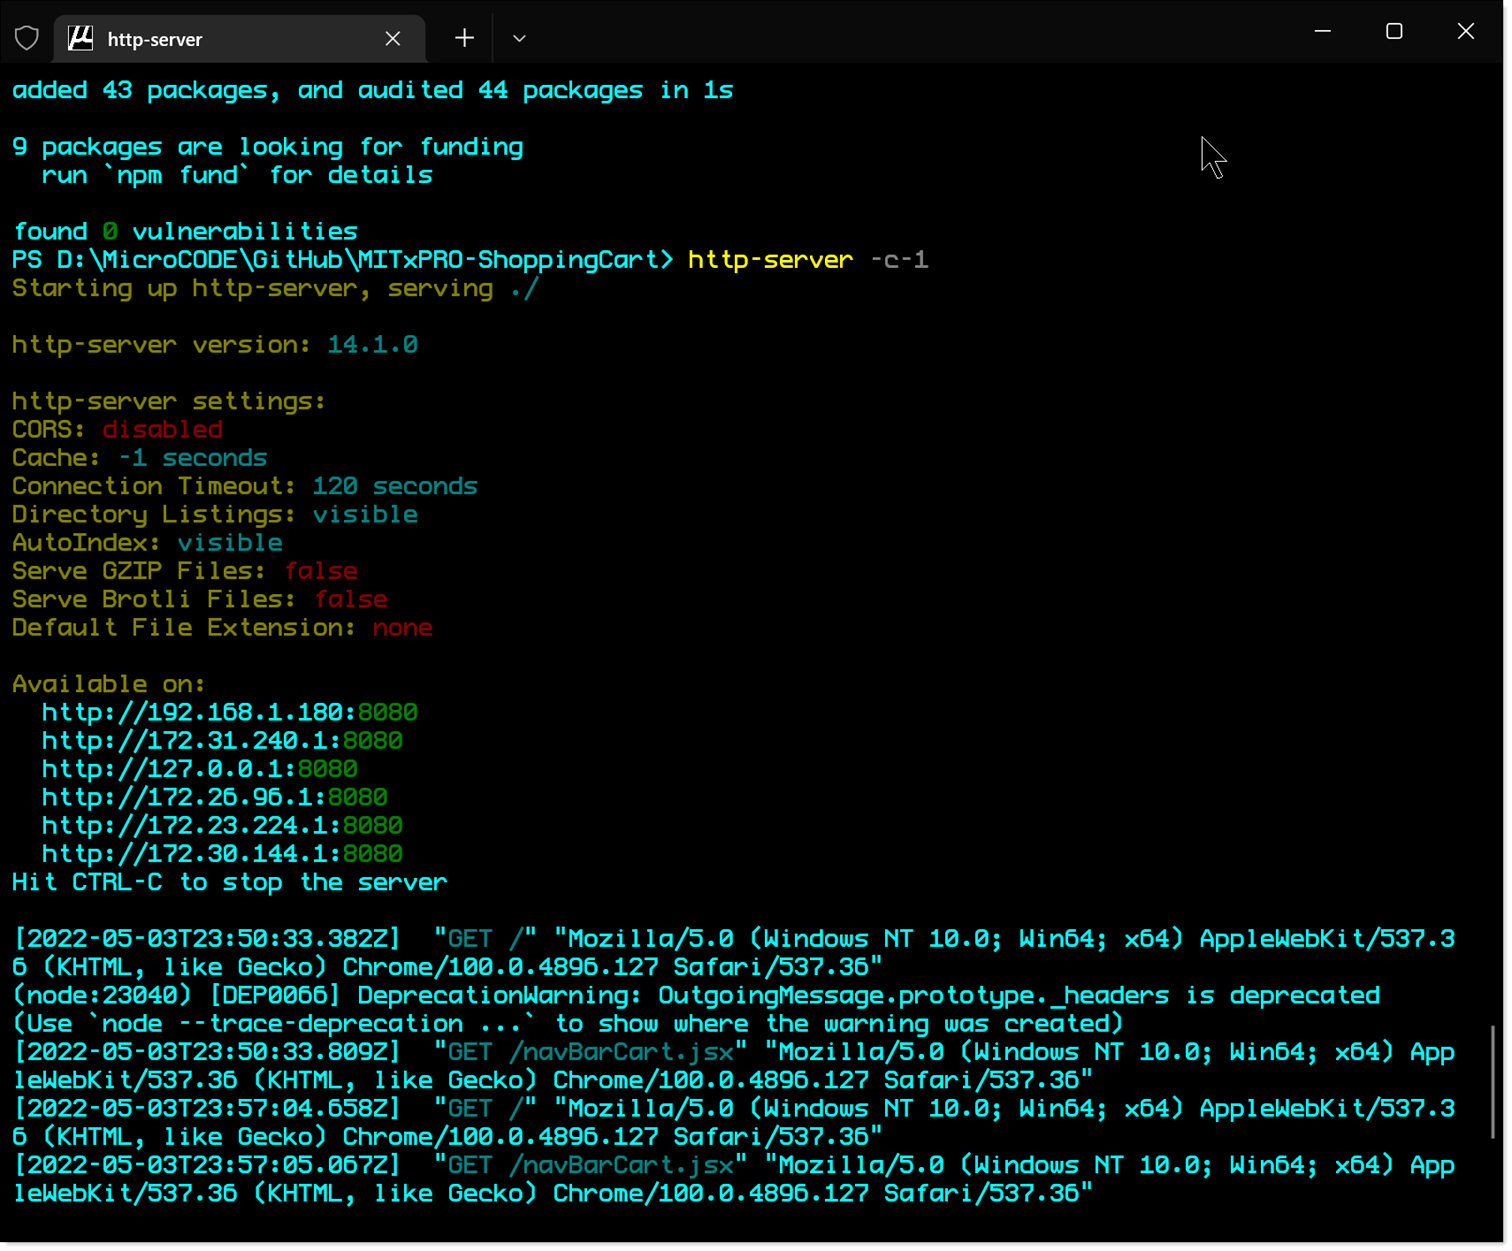 http-server
added 43 packages, and audited 44 packages in 1s
9 packages are looking for funding
  run `npm fund` for details
found 0 vulnerabilities
PS D:\MicroCODE\GitHub\MITxPRO-ShoppingCart> http-server -c-1
Starting up http-server, serving ./
http-server version: 14.1.0
http-server settings:
CORS: disabled
Cache: -1 seconds
Connection Timeout: 120 seconds
Directory Listings: visible
AutoIndex: visible
Serve GZIP Files: false
Serve Brotli Files: false
Default File Extension: none
Available on:
  http://192.168.1.180:8080
  http://172.31.240.1:8080
  http://127.0.0.1:8080
  http://172.26.96.1:8080
  http://172.23.224.1:8080
  http://172.30.144.1:8080
Hit CTRL-C to stop the server
[2022-05-03T23:50:33.382Z]  "GET /" "Mozilla/5.0 (Windows NT 10.0; Win64; x64) AppleWebKit/537.3
6 (KHTML, like Gecko) Chrome/100.0.4896.127 Safari/537.36"
(node:23040) [DEP0066] DeprecationWarning: OutgoingMessage.prototype._headers is deprecated
(Use `node --trace-deprecation ...` to show where the warning was created)
[2022-05-03T23:50:33.809Z]  "GET /navBarCart.jsx" "Mozilla/5.0 (Windows NT 10.0; Win64; x64) App
leWebKit/537.36 (KHTML, like Gecko) Chrome/100.0.4896.127 Safari/537.36"
[2022-05-03T23:57:04.658Z]  "GET /" "Mozilla/5.0 (Windows NT 10.0; Win64; x64) AppleWebKit/537.3
6 (KHTML, like Gecko) Chrome/100.0.4896.127 Safari/537.36"
[2022-05-03T23:57:05.067Z]  "GET /navBarCart.jsx" "Mozilla/5.0 (Windows NT 10.0; Win64; x64) App
leWebKit/537.36 (KHTML, like Gecko) Chrome/100.0.4896.127 Safari/537.36"